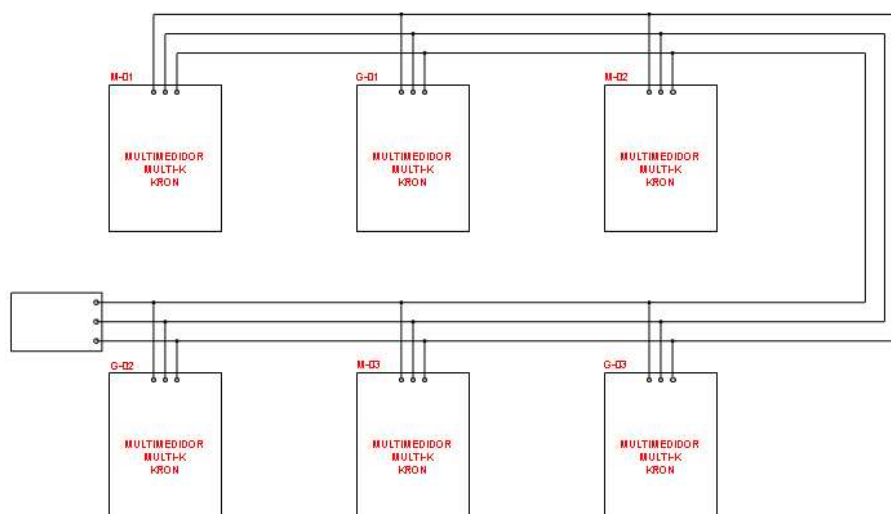 M-01
G-01
M-02
MULTIMEDIDOR
MULTI-K
KRON
MULTIMEDIDOR
MULTI-K
KRON
MULTIMEDIDOR
MULTI-K
KRON
G-02
M-03
G-03
MULTIMEDIDOR
MULTI-K
KRON
MULTIMEDIDOR
MULTI-K
KRON
MULTIMEDIDOR
MULTI-K
KRON